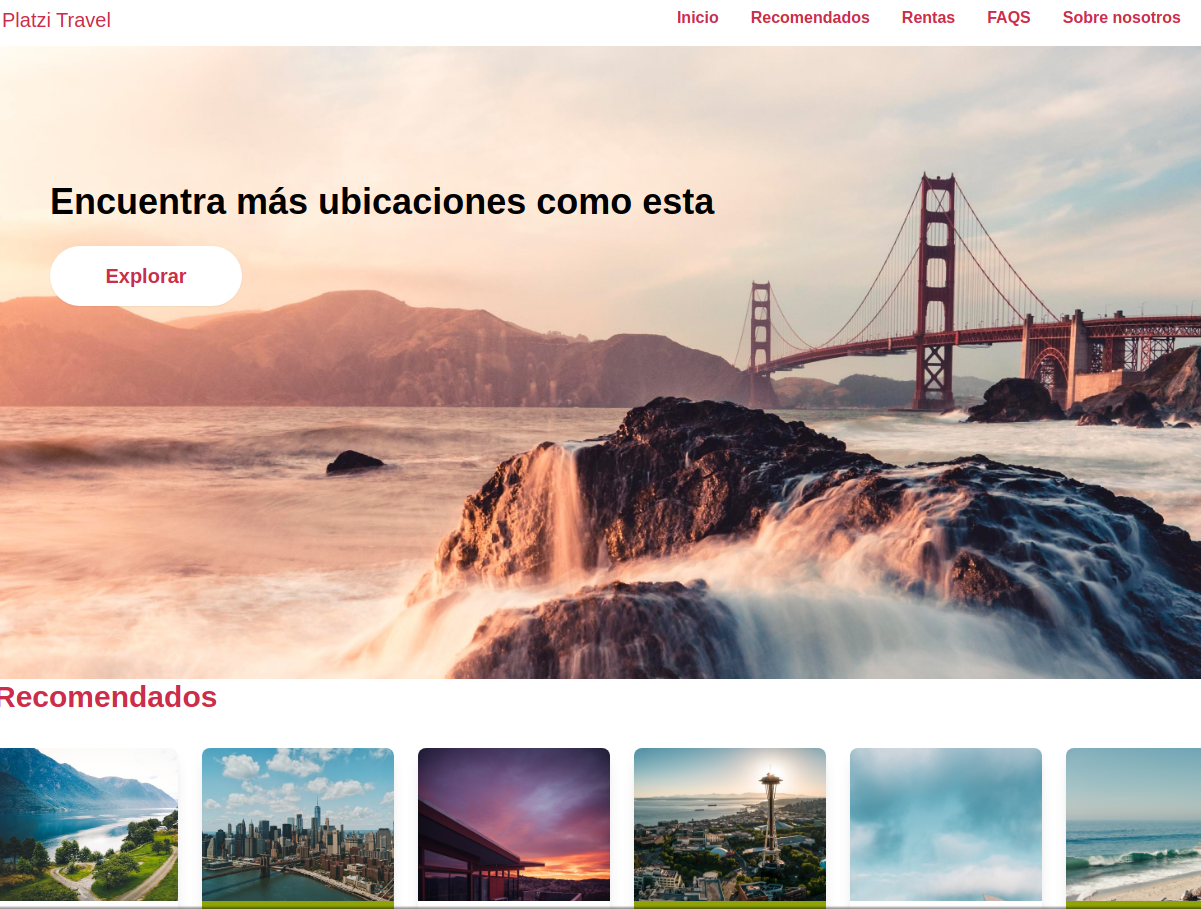 Platzi Travel
Inicio Recomendados Rentas FAQS Sobre nosotros
Encuentra más ubicaciones como esta
Explorar
Recomendados